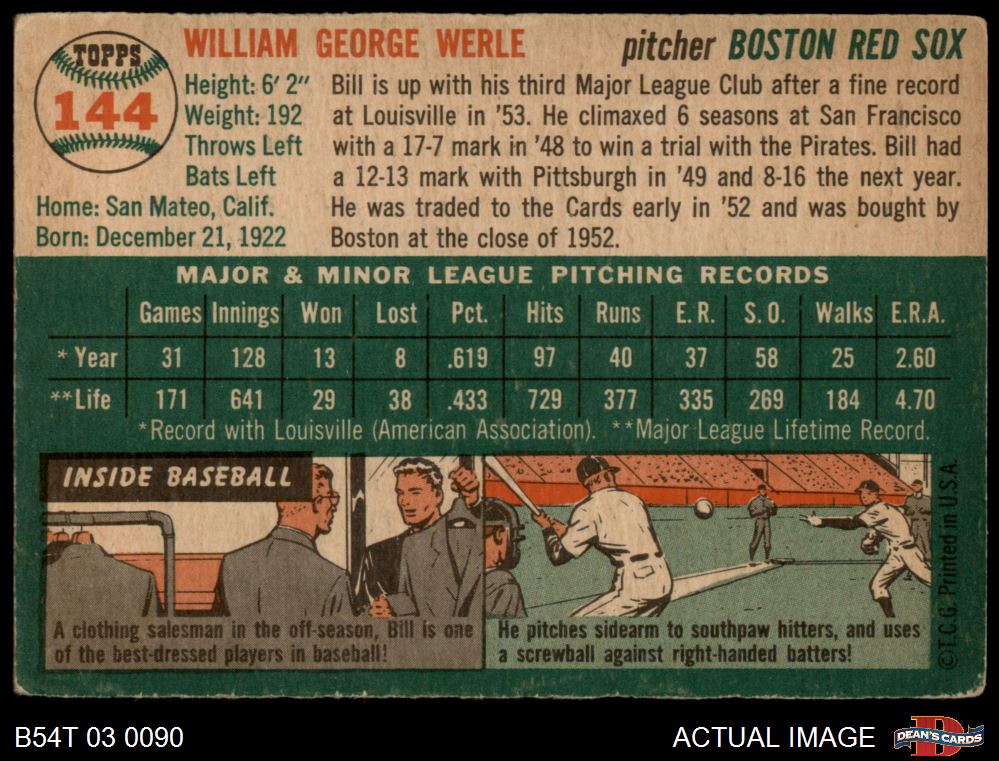 TOPPS
144
WILLIAM GEORGE WERLE
pitcher BOSTON RED SOX
Height: 6' 2"
Weight: 192
Throws Left
Bats Left
Home: San Mateo, Calif.
Born: December 21, 1922
Bill is up with his third Major League Club after a fine record
at Louisville in '53. He climaxed 6 seasons at San Francisco
with a 17-7 mark in '48 to win a trial with the Pirates. Bill had
a 12-13 mark with Pittsburgh in '49 and 8-16 the next year.
He was traded to the Cards early in '52 and was bought by
Boston at the close of 1952.
MAJOR & MINOR LEAGUE PITCHING RECORDS
Games Innings Won Lost Pct. Hits Runs E. R. S. O. Walks E.R.A.
* Year 31 128 13 8 .619 97 40 37 58 25 2.60
**Life 171 641 29 38 .433 729 377 335 269 184 4.70
*Record with Louisville (American Association). **Major League Lifetime Record.
INSIDE BASEBALL
A clothing salesman in the off-season, Bill is one
of the best-dressed players in baseball!
He pitches sidearm to southpaw hitters, and uses
a screwball against right-handed batters!
©T.C.G. Printed in U.S.A.
B54T 03 0090
ACTUAL IMAGE
DEAN'S CARDS